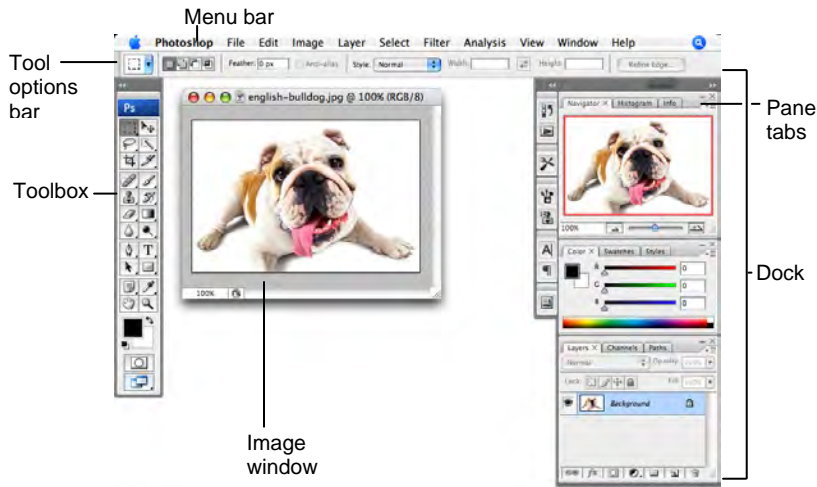 Menu bar
Photoshop File Edit Image Layer Select Filter Analysis View Window Help
Tool options bar
Feather: 0 px Anti-alias Style: Normal Width: Height: Refine Edge...
Ps
english-bulldog.jpg @ 100% (RGB/8)
Navigator × Histogram Info
Pane tabs
Toolbox
100%
Color × Swatches Styles
R 0
G 0
B 0
Dock
T
A
100%
Layers × Channels Paths
Normal Opacity:
Lock: Fill:
Background
fx
Image window